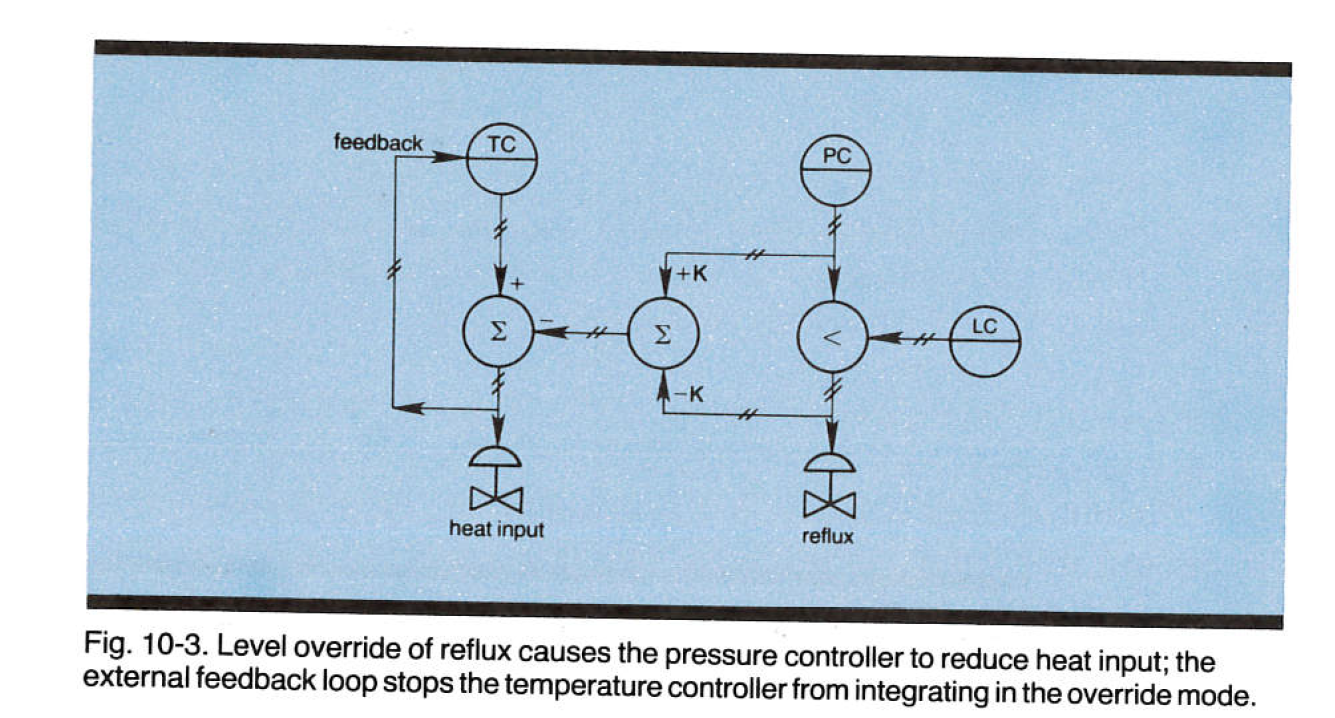 feedback
TC
PC
+K
+
Σ
−
Σ
<
LC
−K
heat input
reflux
Fig. 10-3. Level override of reflux causes the pressure controller to reduce heat input; the
external feedback loop stops the temperature controller from integrating in the override mode.